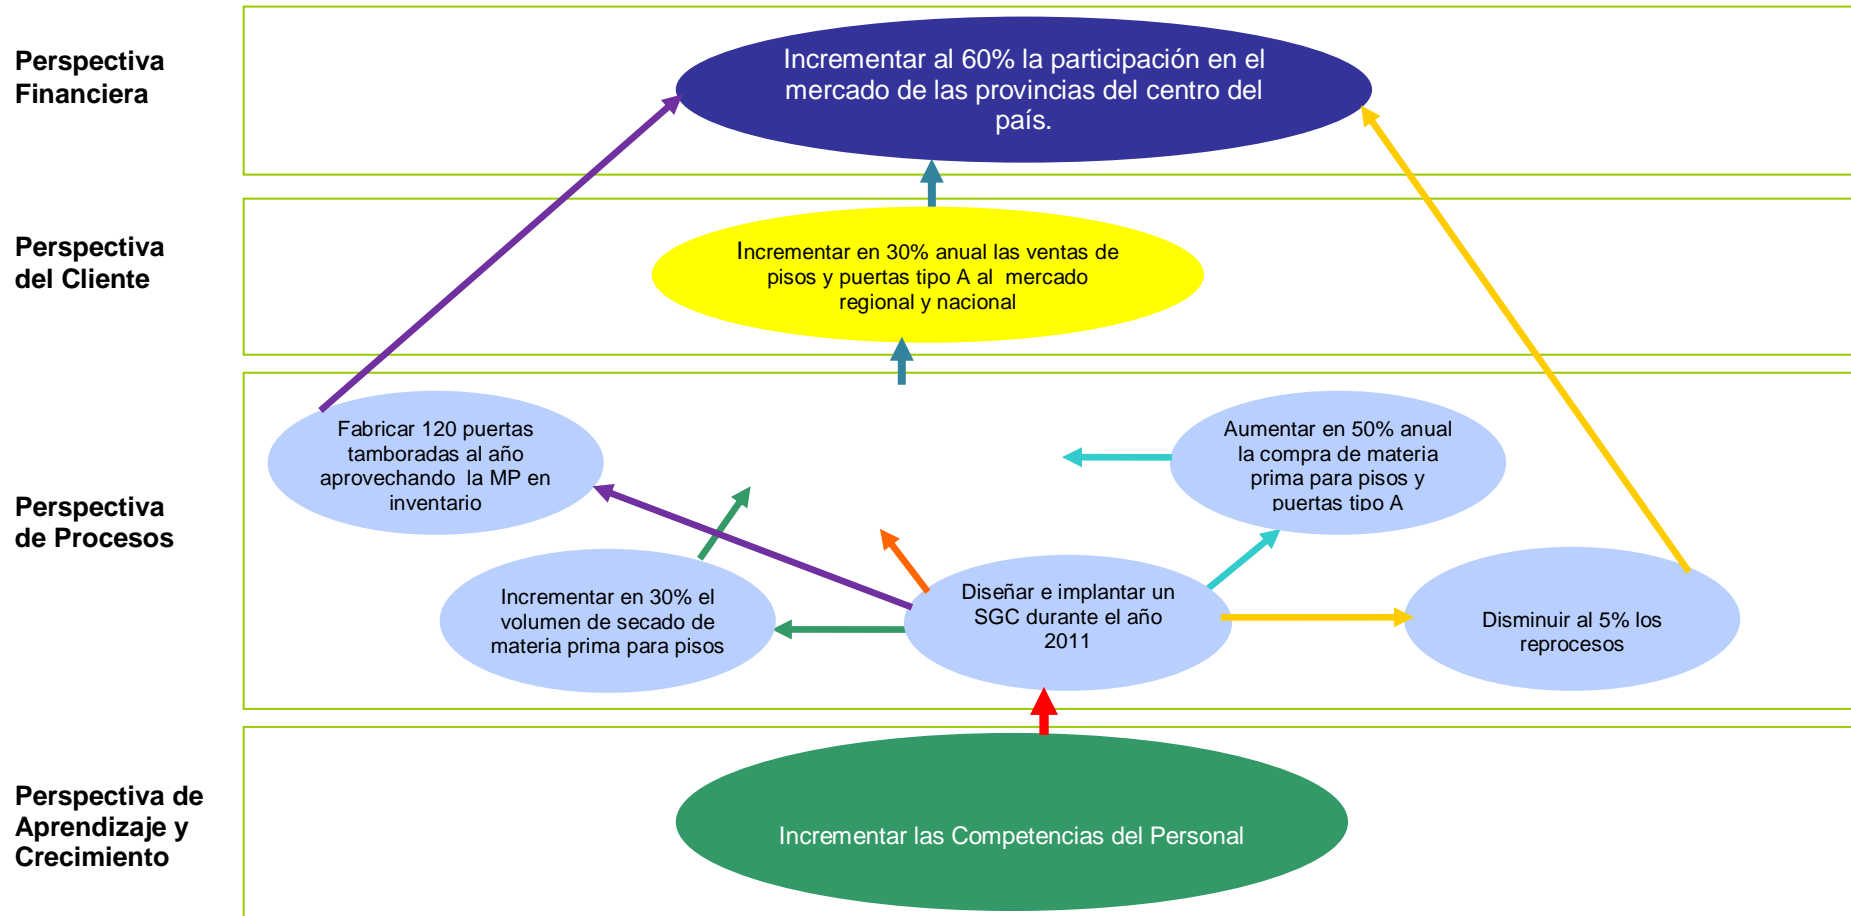 Perspectiva
Financiera
Incrementar al 60% la participación en el
mercado de las provincias del centro del
país.
Perspectiva
del Cliente
Incrementar en 30% anual las ventas de
pisos y puertas tipo A al mercado
regional y nacional
Perspectiva
de Procesos
Fabricar 120 puertas
tamboradas al año
aprovechando la MP en
inventario
Aumentar en 50% anual
la compra de materia
prima para pisos y
puertas tipo A
Incrementar en 30% el
volumen de secado de
materia prima para pisos
Diseñar e implantar un
SGC durante el año
2011
Disminuir al 5% los
reprocesos
Perspectiva de
Aprendizaje y
Crecimiento
Incrementar las Competencias del Personal